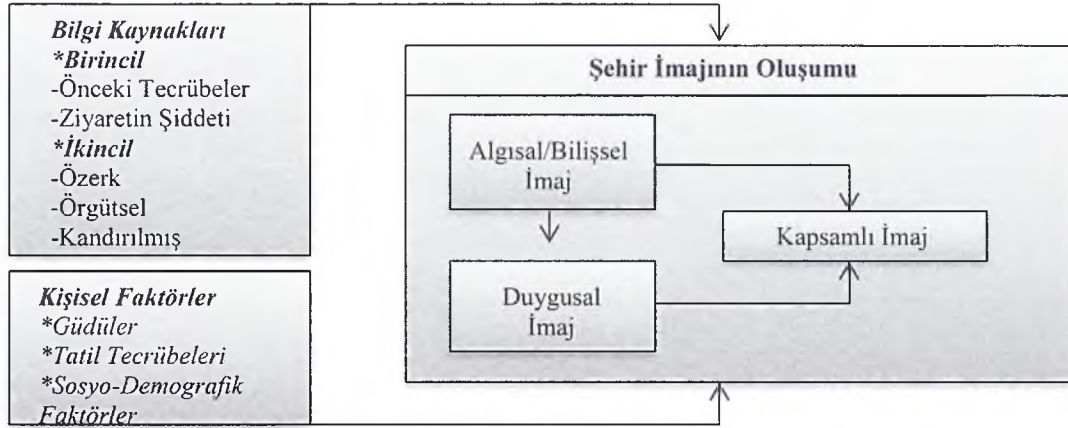 Bilgi Kaynakları
*Birincil
-Önceki Tecrübeler
-Ziyaretin Şiddeti
*İkincil
-Özerk
-Örgütsel
-Kandırılmış
Kişisel Faktörler
*Güdüler
*Tatil Tecrübeleri
*Sosyo-Demografik
Faktörler
Şehir İmajının Oluşumu
Algısal/Bilişsel
İmaj
Duygusal
İmaj
Kapsamlı İmaj